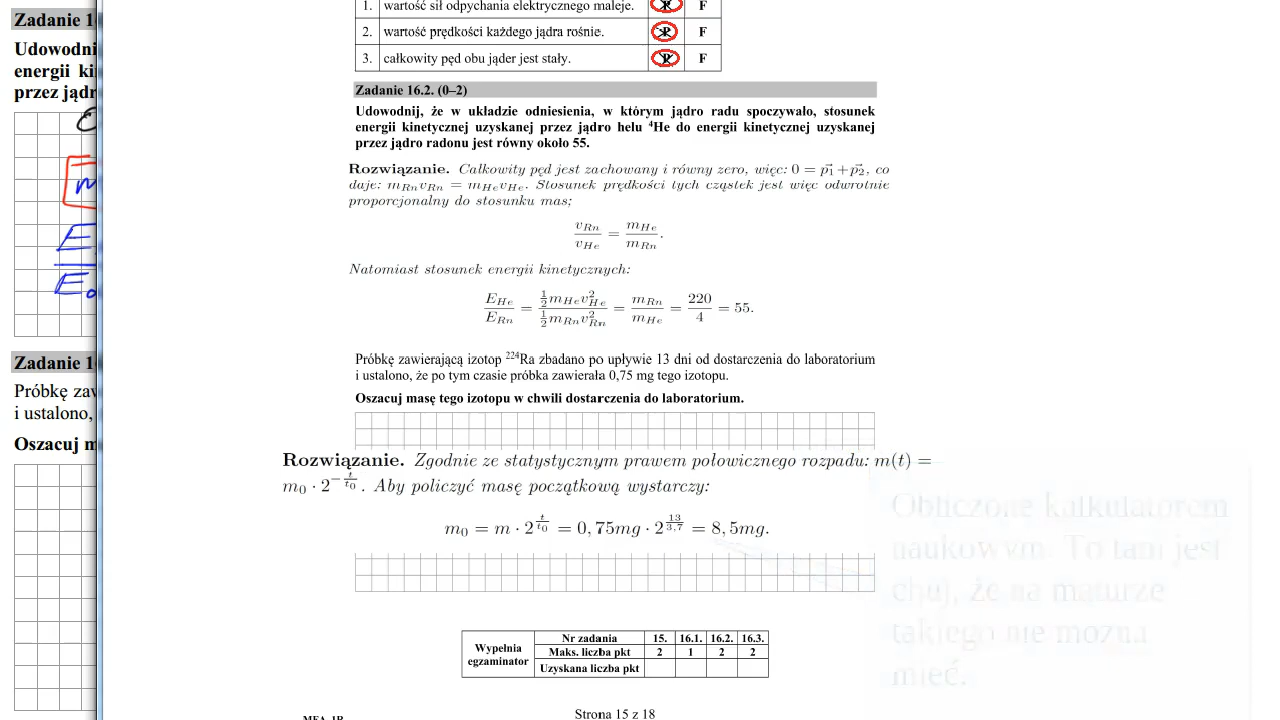 Zadanie 1
Udowodni
energii ki
przez jądr
Zadanie 1
Próbkę zaw
i ustalono,
Oszacuj m
1. wartość sił odpychania elektrycznego maleje. P F
2. wartość prędkości każdego jądra rośnie. P F
3. całkowity pęd obu jąder jest stały. P F
Zadanie 16.2. (0–2)
Udowodnij, że w układzie odniesienia, w którym jądro radu spoczywało, stosunek
energii kinetycznej uzyskanej przez jądro helu ⁴He do energii kinetycznej uzyskanej
przez jądro radonu jest równy około 55.
Rozwiązanie. Całkowity pęd jest zachowany i równy zero, więc: 0 = p⃗₁ + p⃗₂, co
daje: m_Rn v_Rn = m_He v_He. Stosunek prędkości tych cząstek jest więc odwrotnie
proporcjonalny do stosunku mas;
v_Rn / v_He = m_He / m_Rn.
Natomiast stosunek energii kinetycznych:
E_He / E_Rn = ½ m_He v²_He / ½ m_Rn v²_Rn = m_Rn / m_He = 220 / 4 = 55.
Próbkę zawierającą izotop ²²⁴Ra zbadano po upływie 13 dni od dostarczenia do laboratorium
i ustalono, że po tym czasie próbka zawierała 0,75 mg tego izotopu.
Oszacuj masę tego izotopu w chwili dostarczenia do laboratorium.
Rozwiązanie. Zgodnie ze statystycznym prawem połowicznego rozpadu: m(t) =
m₀ · 2^(−t/t₀). Aby policzyć masę początkową wystarczy:
m₀ = m · 2^(t/t₀) = 0,75mg · 2^(13/3,7) = 8,5mg.
Obliczone kalkulatorem
naukowym. To tam jest
chuj, że na maturze
takiego nie można
mieć.
Wypełnia egzaminator
Nr zadania 15. 16.1. 16.2. 16.3.
Maks. liczba pkt 2 1 2 2
Uzyskana liczba pkt
Strona 15 z 18
MFA_1R